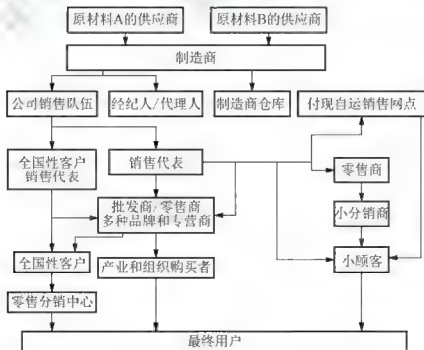 原材料A的供应商
原材料B的供应商
制造商
公司销售队伍
经纪人/代理人
制造商仓库
付现自运销售网点
全国性客户
销售代表
销售代表
零售商
批发商/零售商
多种品牌和专营商
小分销商
全国性客户
产业和组织购买者
小顾客
零售分销中心
最终用户